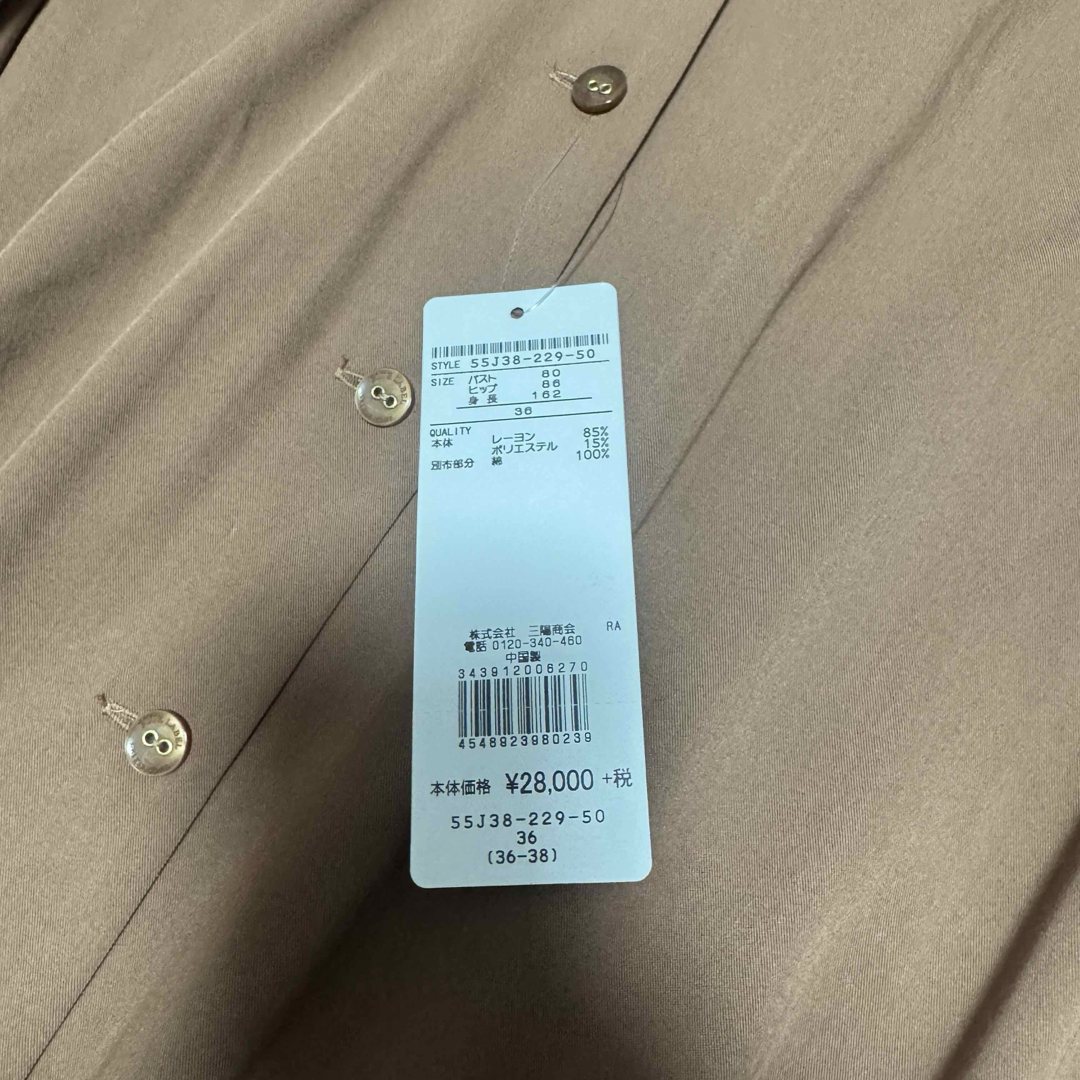 STYLE 55J38-229-50
SIZE バスト 80
ヒップ 86
身長 162
36
QUALITY
本体 レーヨン 85%
ポリエステル 15%
別布部分 綿 100%
株式会社 三陽商会 RA
電話 0120-340-460
中国製
343912006270
4548923980239
本体価格 ¥28,000 +税
55J38-229-50
36
(36-38)
LABEL
LABEL